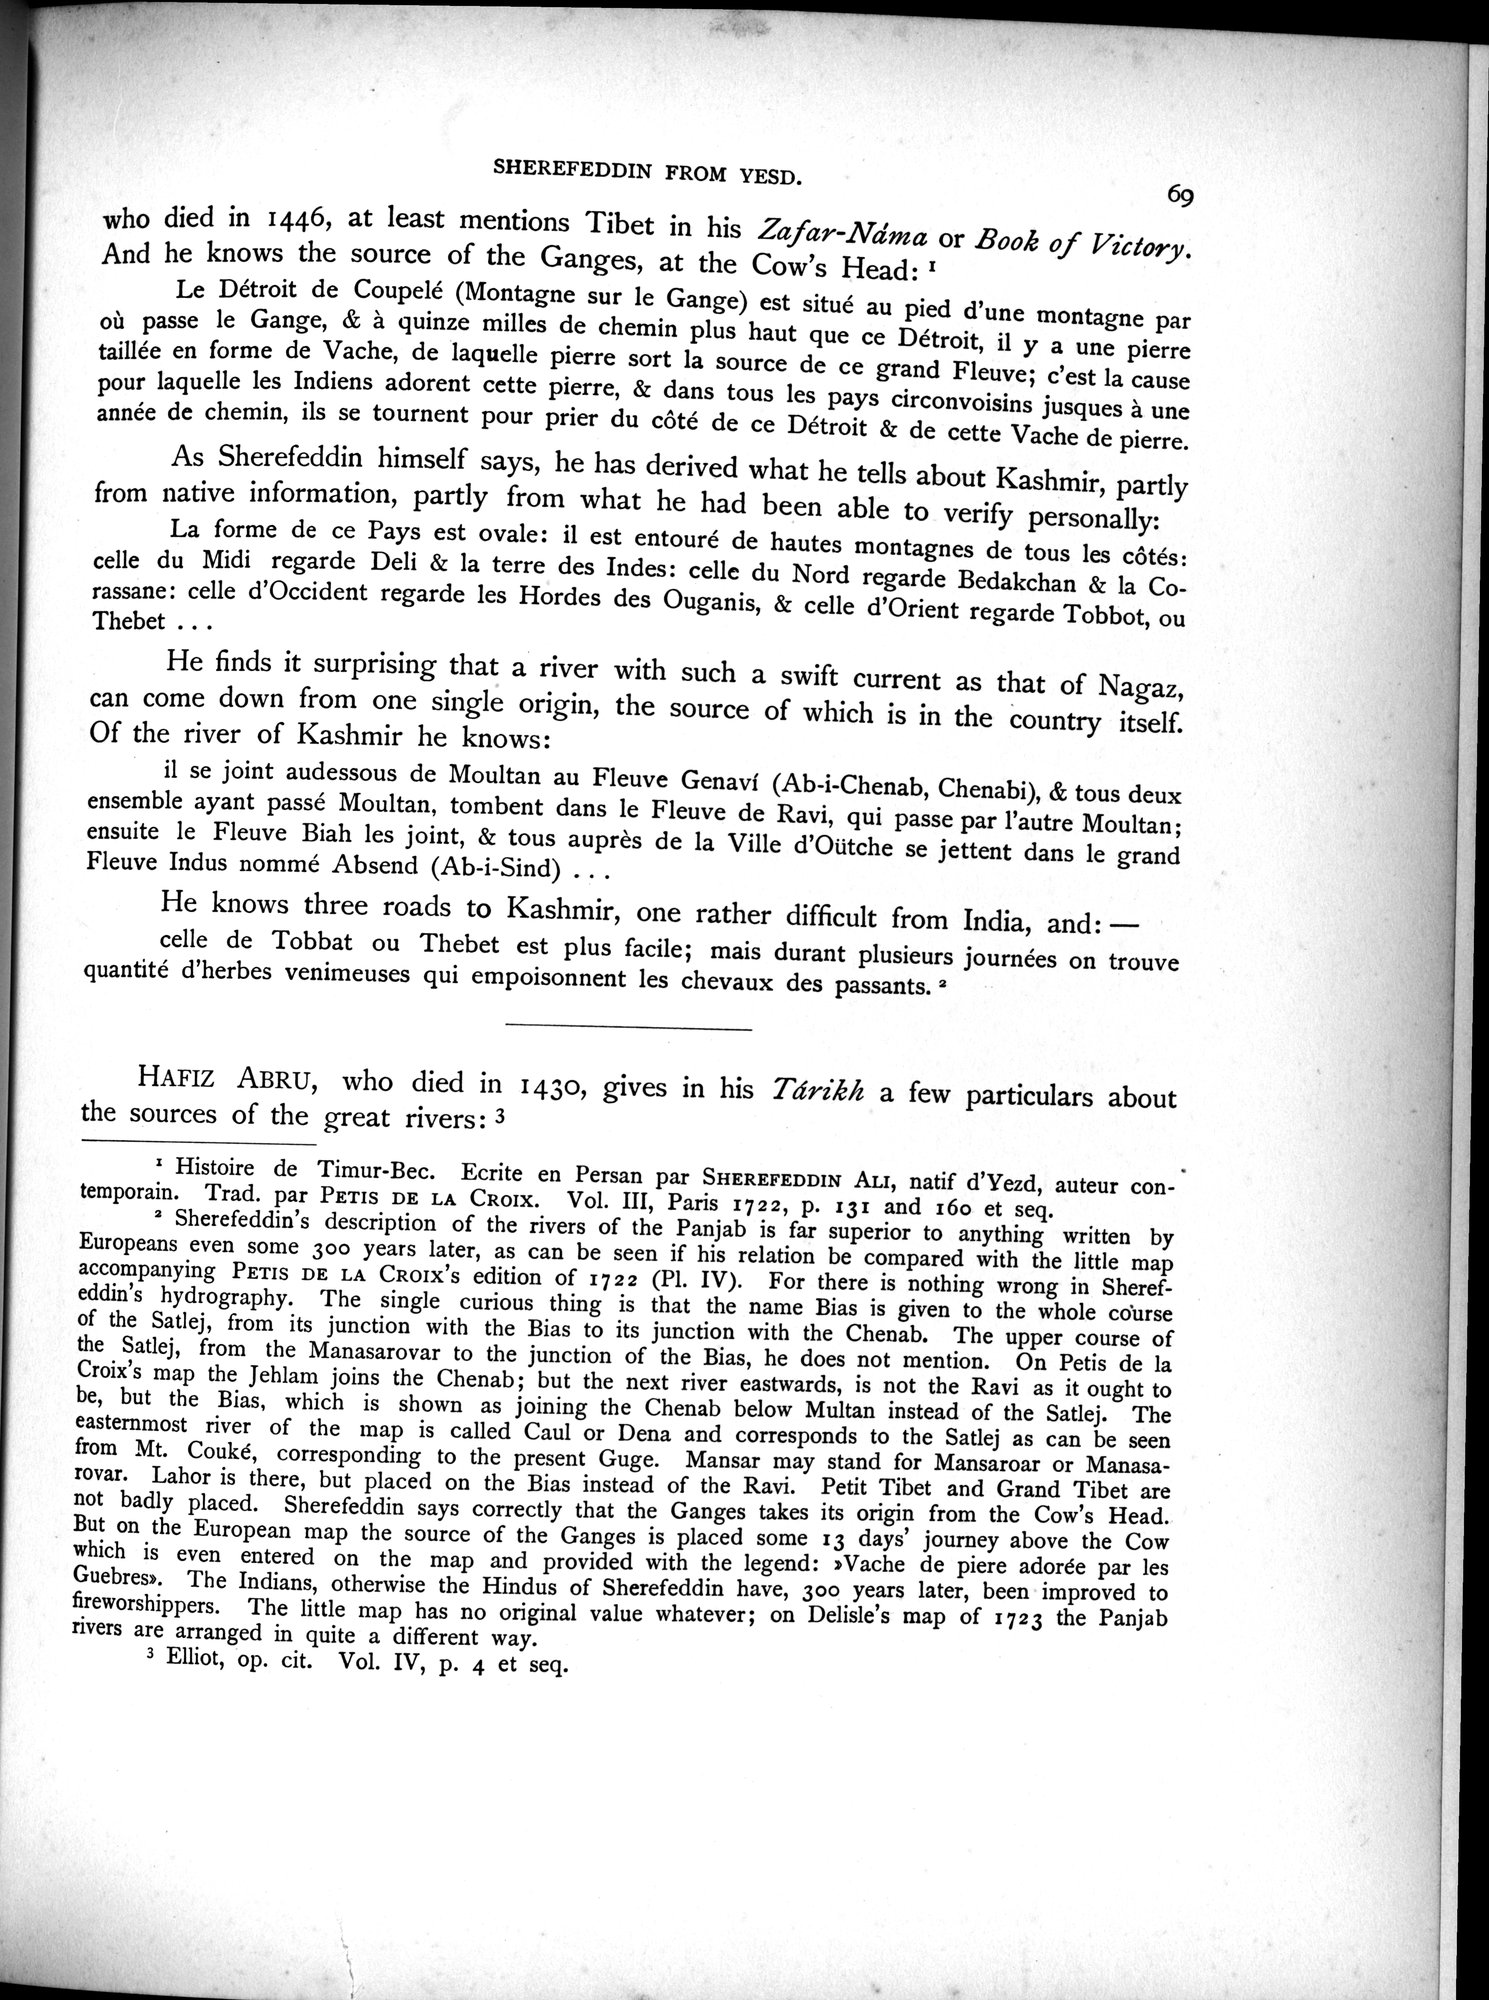 SHEREFEDDIN FROM YESD.
69
who died in 1446, at least mentions Tibet in his Zafar-Náma or Book of Victory.
And he knows the source of the Ganges, at the Cow's Head: ¹
Le Détroit de Coupelé (Montagne sur le Gange) est situé au pied d'une montagne par
où passe le Gange, & à quinze milles de chemin plus haut que ce Détroit, il y a une pierre
taillée en forme de Vache, de laquelle pierre sort la source de ce grand Fleuve; c'est la cause
pour laquelle les Indiens adorent cette pierre, & dans tous les pays circonvoisins jusques à une
année de chemin, ils se tournent pour prier du côté de ce Détroit & de cette Vache de pierre.
As Sherefeddin himself says, he has derived what he tells about Kashmir, partly
from native information, partly from what he had been able to verify personally:
La forme de ce Pays est ovale: il est entouré de hautes montagnes de tous les côtés:
celle du Midi regarde Deli & la terre des Indes: celle du Nord regarde Bedakchan & la Co-
rassane: celle d'Occident regarde les Hordes des Ouganis, & celle d'Orient regarde Tobbot, ou
Thebet . . .
He finds it surprising that a river with such a swift current as that of Nagaz,
can come down from one single origin, the source of which is in the country itself.
Of the river of Kashmir he knows:
il se joint audessous de Moultan au Fleuve Genaví (Ab-i-Chenab, Chenabi), & tous deux
ensemble ayant passé Moultan, tombent dans le Fleuve de Ravi, qui passe par l'autre Moultan;
ensuite le Fleuve Biah les joint, & tous auprès de la Ville d'Oütche se jettent dans le grand
Fleuve Indus nommé Absend (Ab-i-Sind) . . .
He knows three roads to Kashmir, one rather difficult from India, and: —
celle de Tobbat ou Thebet est plus facile; mais durant plusieurs journées on trouve
quantité d'herbes venimeuses qui empoisonnent les chevaux des passants. ²
HAFIZ ABRU, who died in 1430, gives in his Tárikh a few particulars about
the sources of the great rivers: ³
¹ Histoire de Timur-Bec. Ecrite en Persan par SHEREFEDDIN ALI, natif d'Yezd, auteur con-
temporain. Trad. par PETIS DE LA CROIX. Vol. III, Paris 1722, p. 131 and 160 et seq.
² Sherefeddin's description of the rivers of the Panjab is far superior to anything written by
Europeans even some 300 years later, as can be seen if his relation be compared with the little map
accompanying PETIS DE LA CROIX's edition of 1722 (Pl. IV). For there is nothing wrong in Sheref-
eddin's hydrography. The single curious thing is that the name Bias is given to the whole course
of the Satlej, from its junction with the Bias to its junction with the Chenab. The upper course of
the Satlej, from the Manasarovar to the junction of the Bias, he does not mention. On Petis de la
Croix's map the Jehlam joins the Chenab; but the next river eastwards, is not the Ravi as it ought to
be, but the Bias, which is shown as joining the Chenab below Multan instead of the Satlej. The
easternmost river of the map is called Caul or Dena and corresponds to the Satlej as can be seen
from Mt. Couké, corresponding to the present Guge. Mansar may stand for Mansaroar or Manasa-
rovar. Lahor is there, but placed on the Bias instead of the Ravi. Petit Tibet and Grand Tibet are
not badly placed. Sherefeddin says correctly that the Ganges takes its origin from the Cow's Head.
But on the European map the source of the Ganges is placed some 13 days' journey above the Cow
which is even entered on the map and provided with the legend: »Vache de piere adorée par les
Guebres». The Indians, otherwise the Hindus of Sherefeddin have, 300 years later, been improved to
fireworshippers. The little map has no original value whatever; on Delisle's map of 1723 the Panjab
rivers are arranged in quite a different way.
³ Elliot, op. cit. Vol. IV, p. 4 et seq.